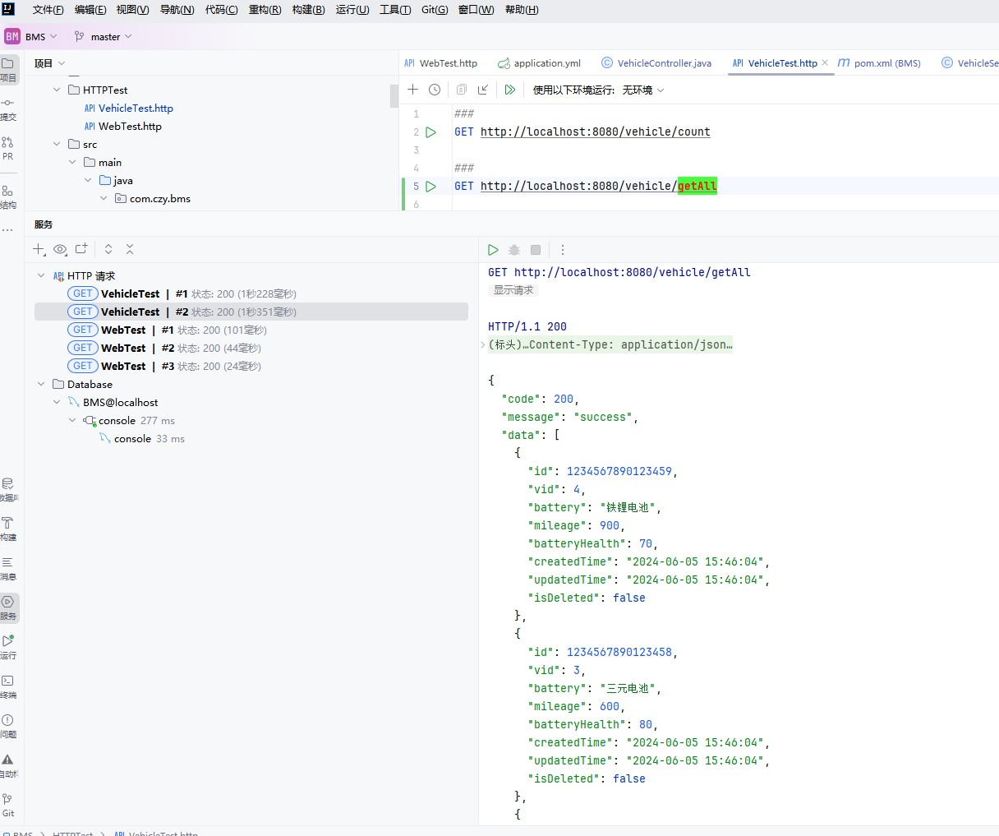 文件(F) 编辑(E) 视图(V) 导航(N) 代码(C) 重构(R) 构建(B) 运行(U) 工具(T) Git(G) 窗口(W) 帮助(H)
BM BMS master
项目
项目
提交
PR
结构
HTTPTest
VehicleTest.http
WebTest.http
src
main
java
com.czy.bms
API WebTest.http application.yml VehicleController.java API VehicleTest.http pom.xml (BMS) VehicleSe
使用以下环境运行: 无环境
1 ###
2 GET http://localhost:8080/vehicle/count
3
4 ###
5 GET http://localhost:8080/vehicle/getAll
6
服务
HTTP 请求
GET VehicleTest | #1 状态: 200 (1秒228毫秒)
GET VehicleTest | #2 状态: 200 (1秒351毫秒)
GET WebTest | #1 状态: 200 (101毫秒)
GET WebTest | #2 状态: 200 (44毫秒)
GET WebTest | #3 状态: 200 (24毫秒)
Database
BMS@localhost
console 277 ms
console 33 ms
构建
消息
服务
运行
终端
问题
Git
GET http://localhost:8080/vehicle/getAll
显示请求
HTTP/1.1 200
(标头)…Content-Type: application/json…
{
"code": 200,
"message": "success",
"data": [
{
"id": 1234567890123459,
"vid": 4,
"battery": "铁锂电池",
"mileage": 900,
"batteryHealth": 70,
"createdTime": "2024-06-05 15:46:04",
"updatedTime": "2024-06-05 15:46:04",
"isDeleted": false
},
{
"id": 1234567890123458,
"vid": 3,
"battery": "三元电池",
"mileage": 600,
"batteryHealth": 80,
"createdTime": "2024-06-05 15:46:04",
"updatedTime": "2024-06-05 15:46:04",
"isDeleted": false
},
{
BMS > HTTPTest > API VehicleTest.http